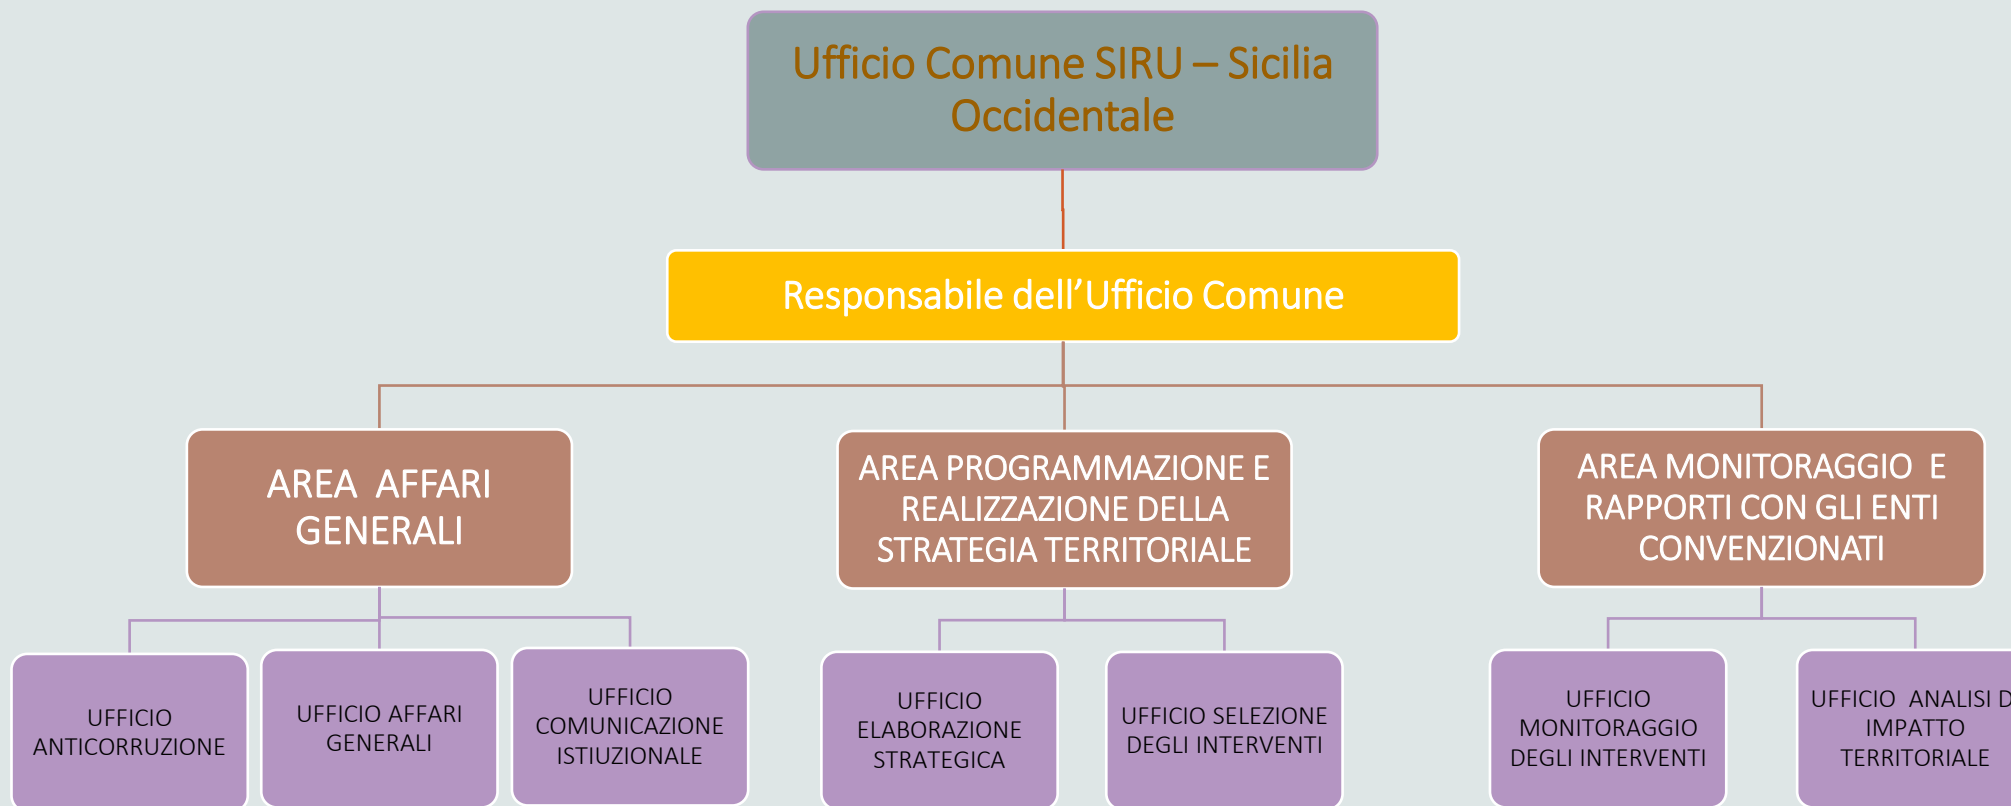 Ufficio Comune SIRU – Sicilia
Occidentale
Responsabile dell’Ufficio Comune
AREA AFFARI
GENERALI
AREA PROGRAMMAZIONE E
REALIZZAZIONE DELLA
STRATEGIA TERRITORIALE
AREA MONITORAGGIO E
RAPPORTI CON GLI ENTI
CONVENZIONATI
UFFICIO
ANTICORRUZIONE
UFFICIO AFFARI
GENERALI
UFFICIO
COMUNICAZIONE
ISTIUZIONALE
UFFICIO
ELABORAZIONE
STRATEGICA
UFFICIO SELEZIONE
DEGLI INTERVENTI
UFFICIO
MONITORAGGIO
DEGLI INTERVENTI
UFFICIO ANALISI
IMPATTO
TERRITORIALE